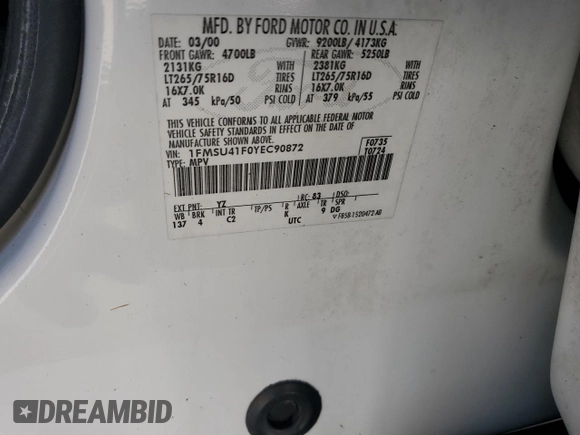 MFD. BY FORD MOTOR CO. IN U.S.A.
DATE: 03/00 GVWR: 9200LB/ 4173KG
FRONT GAWR: 4700LB REAR GAWR: 5250LB
2131KG 2381KG
LT265/75R16D TIRES LT265/75R16D TIRES
16X7.0K RIMS 16X7.0K RIMS
AT 345 kPa/50 PSI COLD AT 379 kPa/55 PSI COLD
THIS VEHICLE CONFORMS TO ALL APPLICABLE FEDERAL MOTOR
VEHICLE SAFETY STANDARDS IN EFFECT ON THE DATE OF
MANUFACTURE SHOWN ABOVE.
VIN: 1FMSU41F0YEC90872 F0735
TYPE: MPV T0724
EXT PNT: YZ RC: 83 DSO:
WB BRK INT TR TP/PS R AXLE TR SPR
137 4 C2 K 9 DG
UTC F85B 1520472 AB
DREAMBID